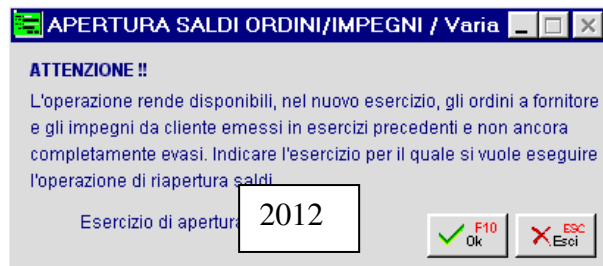 APERTURA SALDI ORDINI/IMPEGNI / Varia
ATTENZIONE !!
L'operazione rende disponibili, nel nuovo esercizio, gli ordini a fornitore
e gli impegni da cliente emessi in esercizi precedenti e non ancora
completamente evasi. Indicare l'esercizio per il quale si vuole eseguire
l'operazione di riapertura saldi
Esercizio di apertura 2012
F10
Ok
ESC
Esci